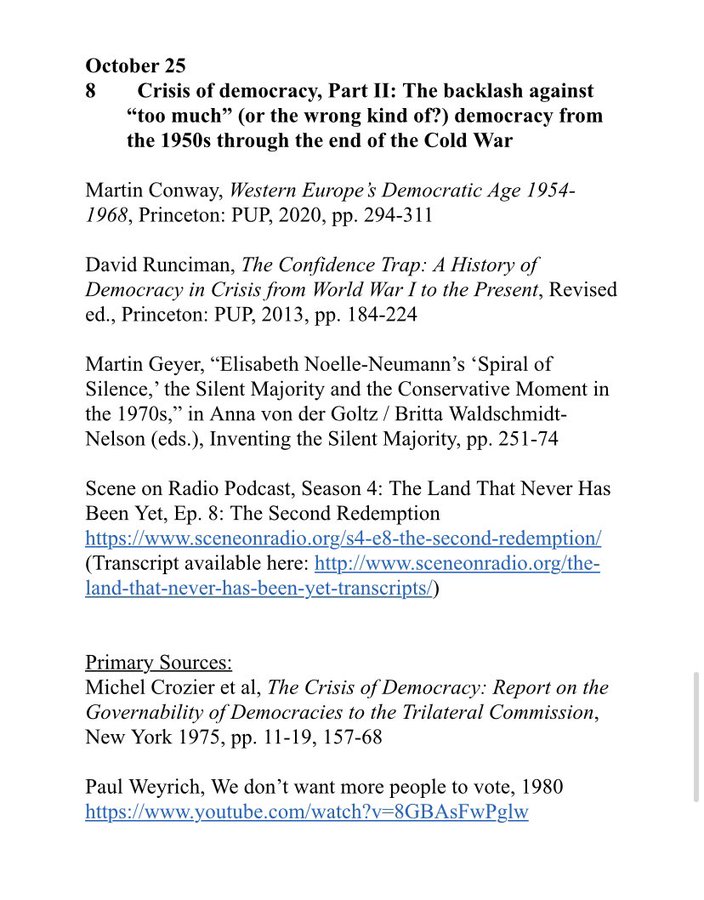 October 25
8 Crisis of democracy, Part II: The backlash against
“too much” (or the wrong kind of?) democracy from
the 1950s through the end of the Cold War
Martin Conway, Western Europe’s Democratic Age 1954-
1968, Princeton: PUP, 2020, pp. 294-311
David Runciman, The Confidence Trap: A History of
Democracy in Crisis from World War I to the Present, Revised
ed., Princeton: PUP, 2013, pp. 184-224
Martin Geyer, “Elisabeth Noelle-Neumann’s ‘Spiral of
Silence,’ the Silent Majority and the Conservative Moment in
the 1970s,” in Anna von der Goltz / Britta Waldschmidt-
Nelson (eds.), Inventing the Silent Majority, pp. 251-74
Scene on Radio Podcast, Season 4: The Land That Never Has
Been Yet, Ep. 8: The Second Redemption
https://www.sceneonradio.org/s4-e8-the-second-redemption/
(Transcript available here: http://www.sceneonradio.org/the-
land-that-never-has-been-yet-transcripts/)
Primary Sources:
Michel Crozier et al, The Crisis of Democracy: Report on the
Governability of Democracies to the Trilateral Commission,
New York 1975, pp. 11-19, 157-68
Paul Weyrich, We don’t want more people to vote, 1980
https://www.youtube.com/watch?v=8GBAsFwPglw